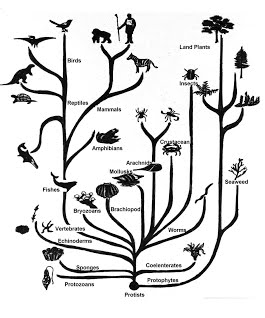 Land Plants
Birds
Insects
Reptiles
Mammals
Crustacean
Amphibians
Arachnids
Mollusks
Fishes
Seaweed
Bryozoans
Brachiopod
Vertebrates
Worms
Echinoderms
Sponges
Coelenterates
Protozoans
Protophytes
Protists